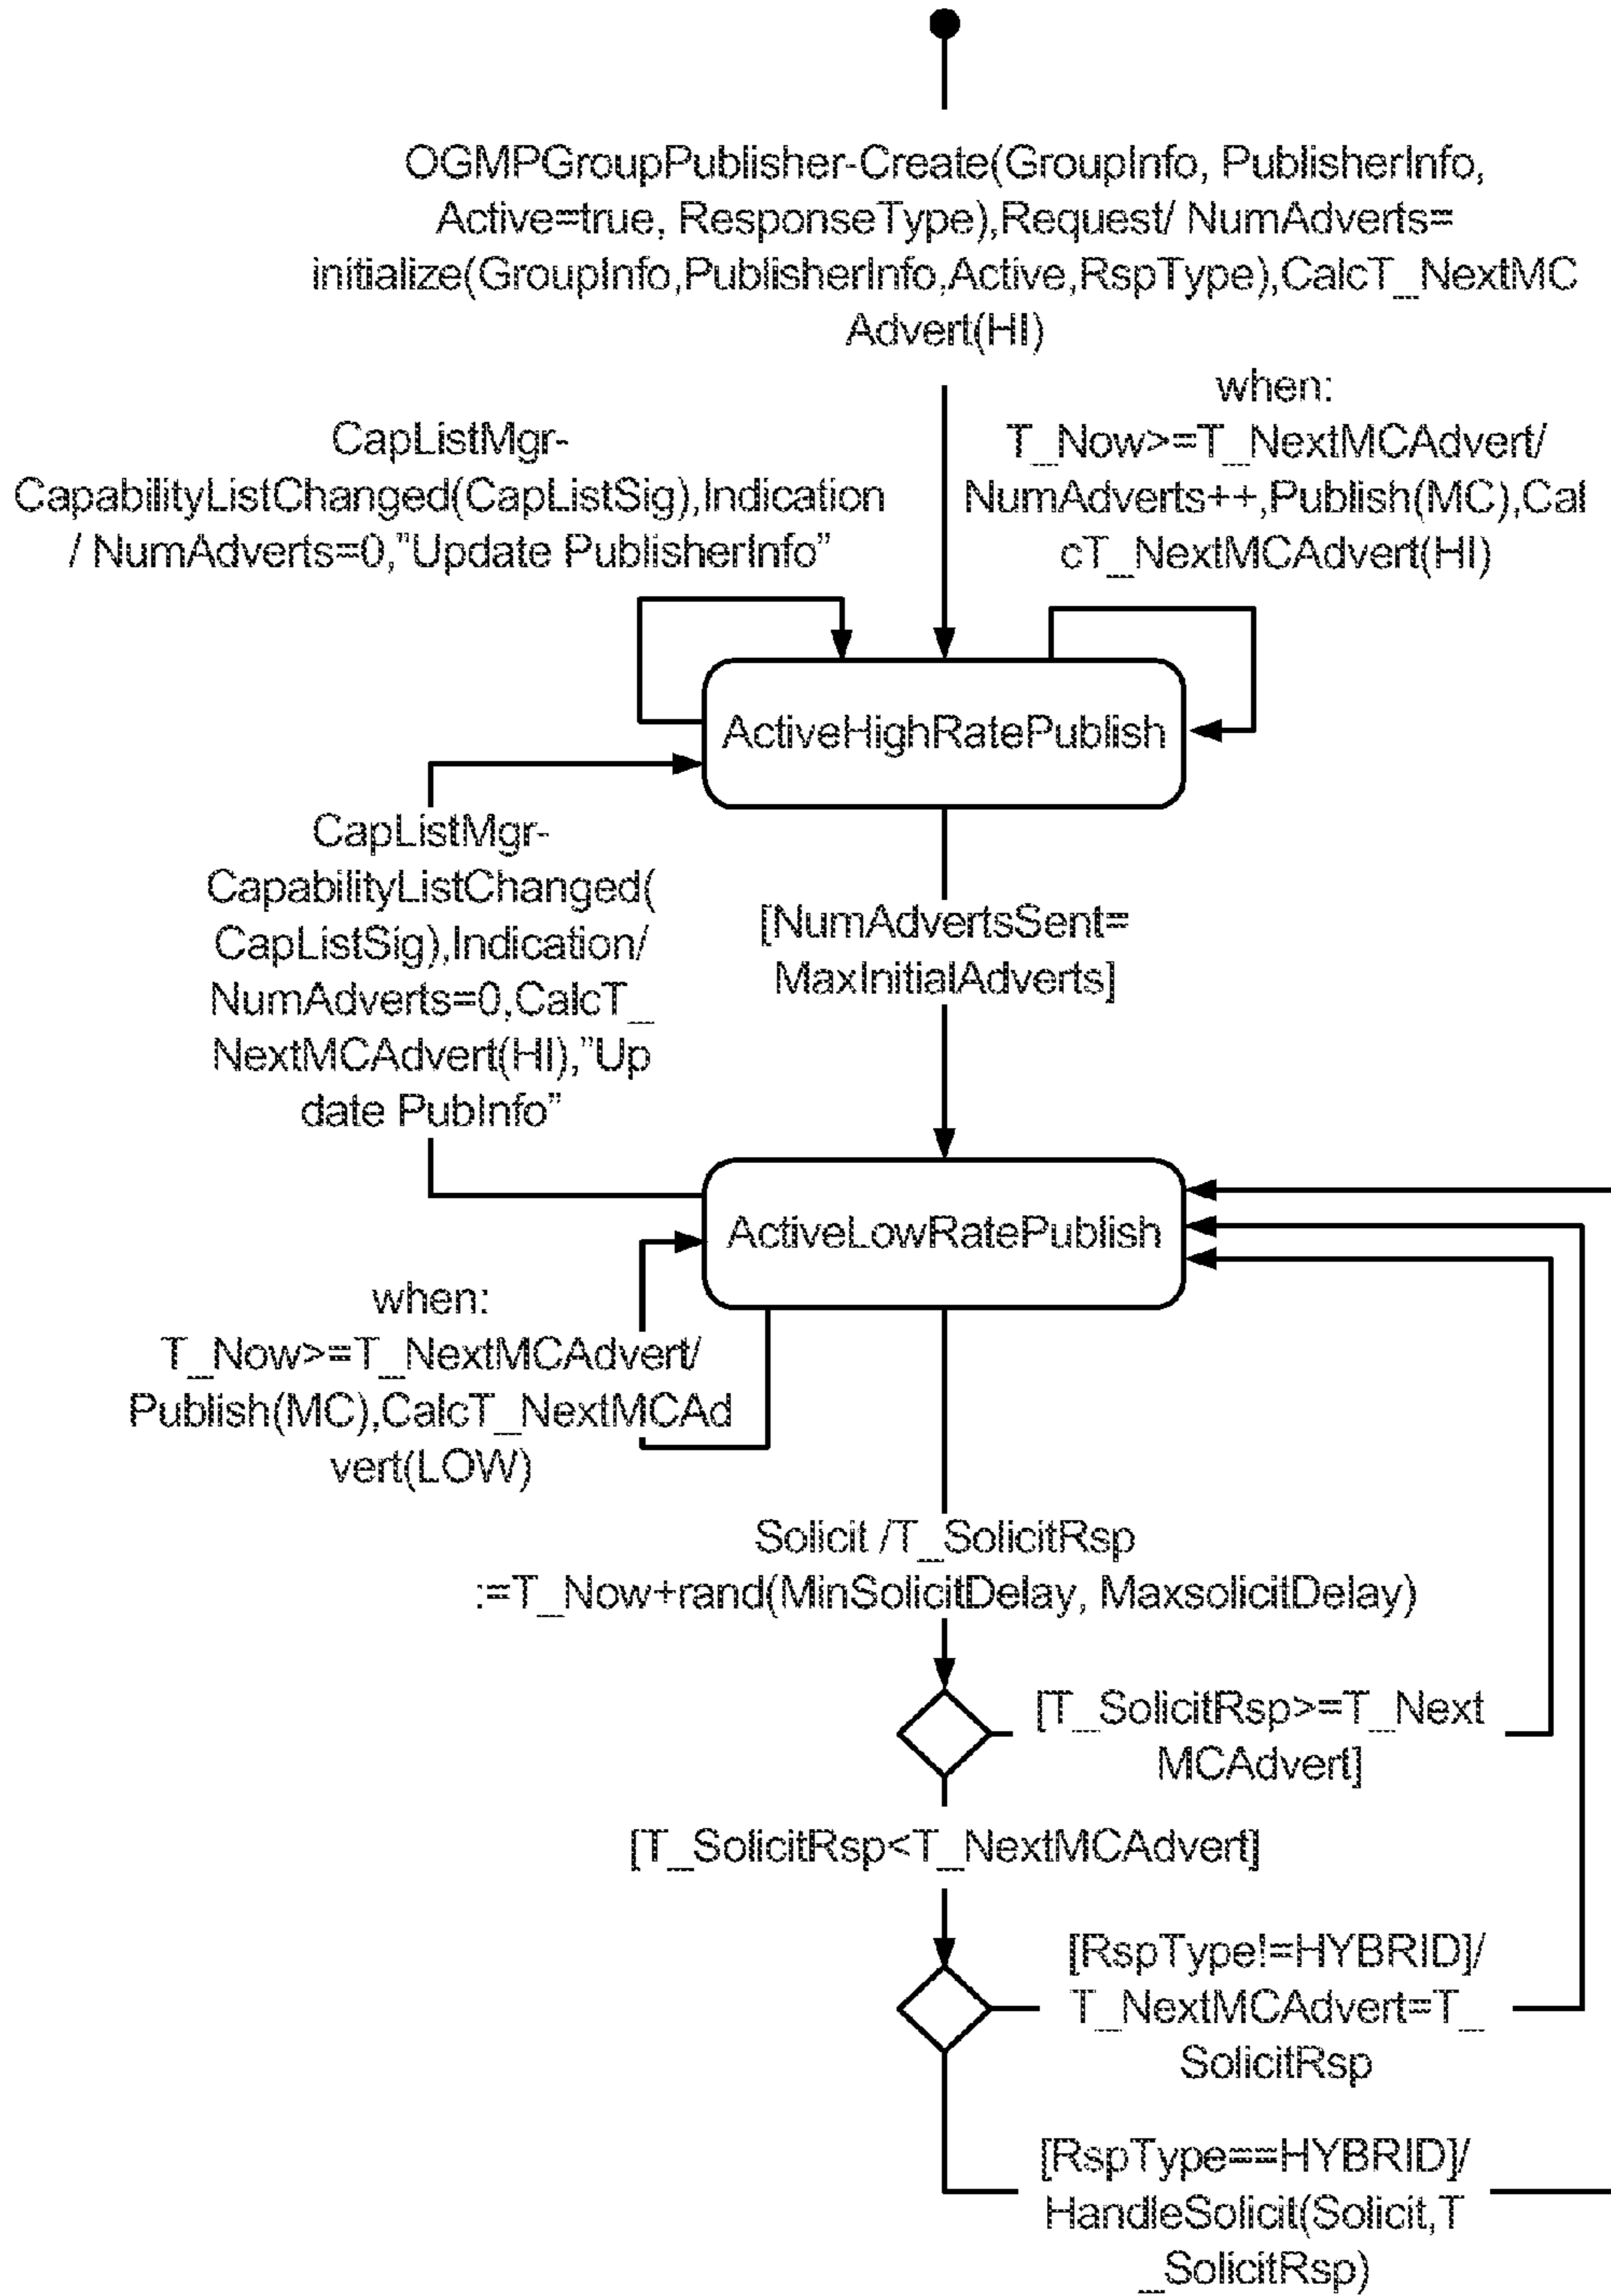 OGMPGroupPublisher-Create(GroupInfo, PublisherInfo,
Active=true, ResponseType),Request/ NumAdverts=
initialize(GroupInfo,PublisherInfo,Active,RspType),CalcT_NextMC
Advert(HI)
when:
T_Now>=T_NextMCAdvert/
NumAdverts++,Publish(MC),Cal
cT_NextMCAdvert(HI)
CapListMgr-
CapabilityListChanged(CapListSig),Indication
/ NumAdverts=0,”Update PublisherInfo”
ActiveHighRatePublish
CapListMgr-
CapabilityListChanged(
CapListSig),Indication/
NumAdverts=0,CalcT_
NextMCAdvert(HI),”Up
date PubInfo”
[NumAdvertsSent=
MaxInitialAdverts]
ActiveLowRatePublish
when:
T_Now>=T_NextMCAdvert/
Publish(MC),CalcT_NextMCAd
vert(LOW)
Solicit /T_SolicitRsp
:=T_Now+rand(MinSolicitDelay, MaxsolicitDelay)
[T_SolicitRsp>=T_Next
MCAdvert]
[T_SolicitRsp<T_NextMCAdvert]
[RspType!=HYBRID]/
T_NextMCAdvert=T_
SolicitRsp
[RspType==HYBRID]/
HandleSolicit(Solicit,T
_SolicitRsp)